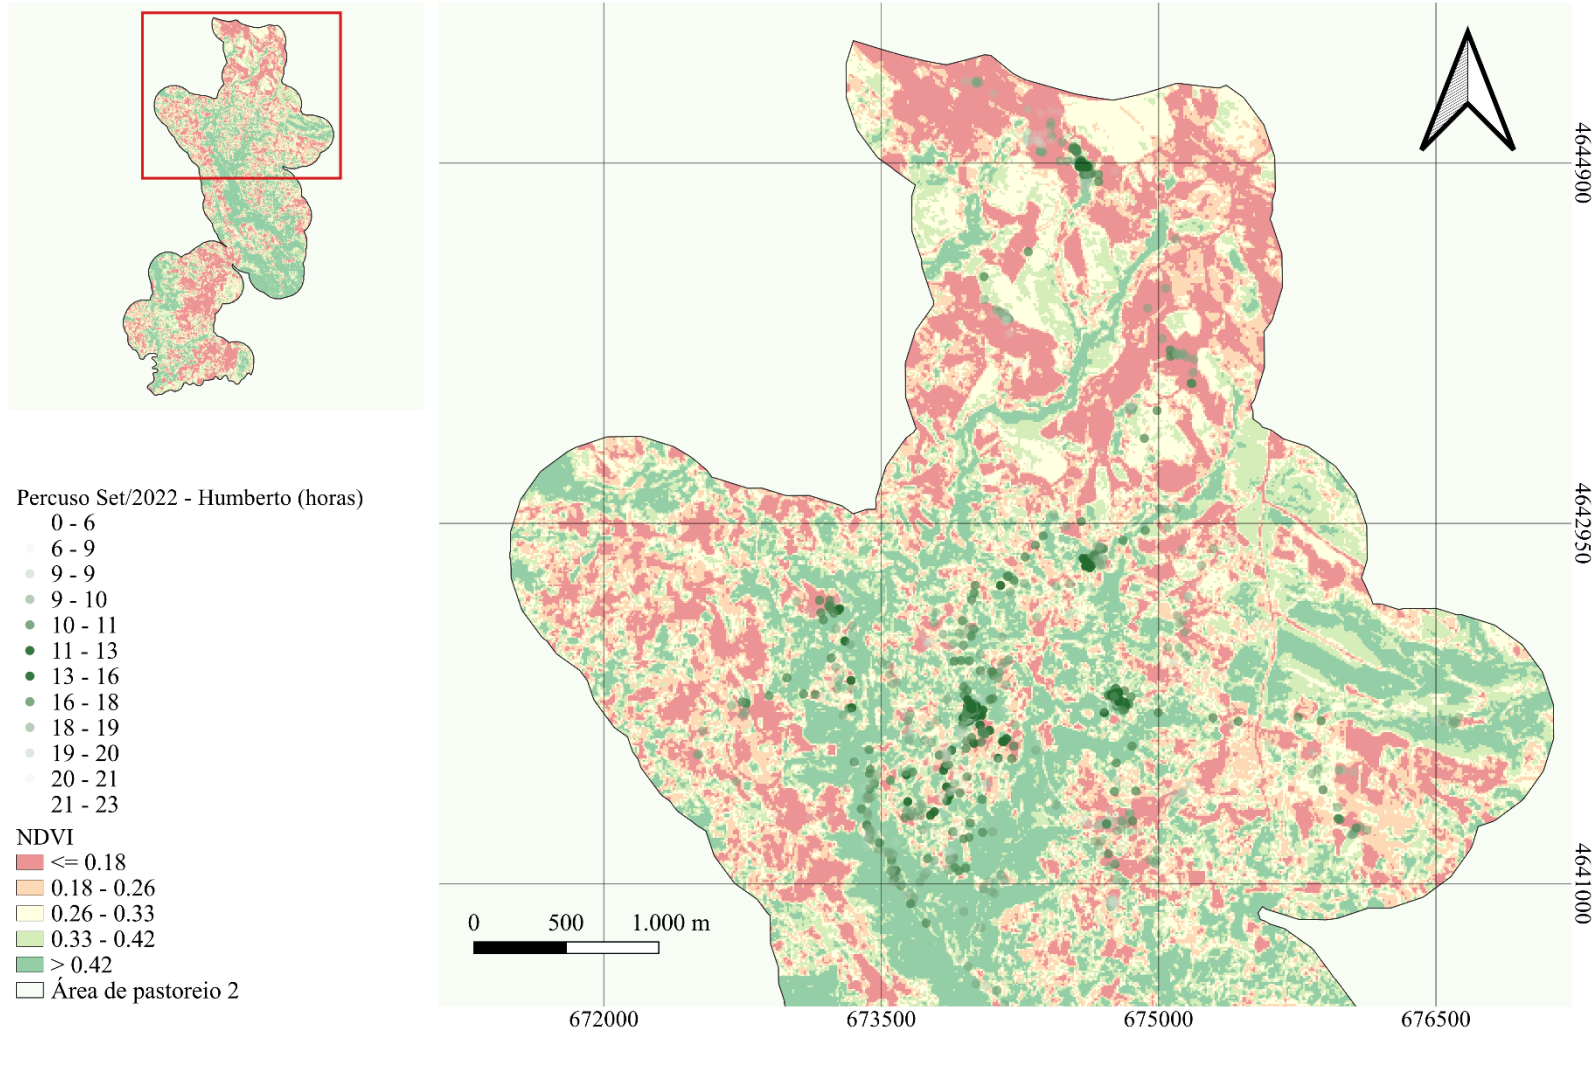 4644900
4642950
4641000
Percuso Set/2022 - Humberto (horas)
0 - 6
6 - 9
9 - 9
9 - 10
10 - 11
11 - 13
13 - 16
16 - 18
18 - 19
19 - 20
20 - 21
21 - 23
NDVI
<= 0.18
0.18 - 0.26
0.26 - 0.33
0.33 - 0.42
> 0.42
Área de pastoreio 2
0 500 1.000 m
672000 673500 675000 676500